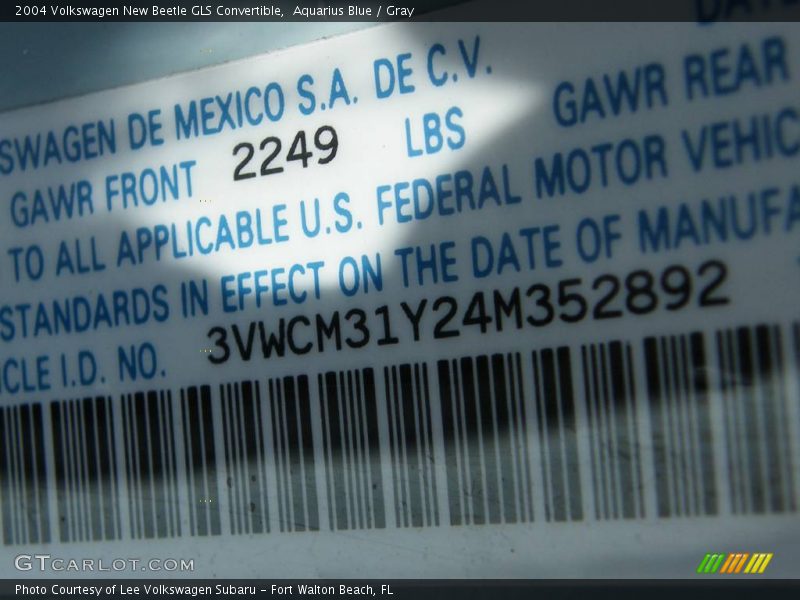 2004 Volkswagen New Beetle GLS Convertible,  Aquarius Blue / Gray
SWAGEN DE MEXICO S.A. DE C.V.
GAWR FRONT 2249 LBS GAWR REAR
TO ALL APPLICABLE U.S. FEDERAL MOTOR VEHIC
STANDARDS IN EFFECT ON THE DATE OF MANUFA
ICLE I.D. NO. 3VWCM31Y24M352892
GTCARLOT.COM
Photo Courtesy of Lee Volkswagen Subaru – Fort Walton Beach, FL